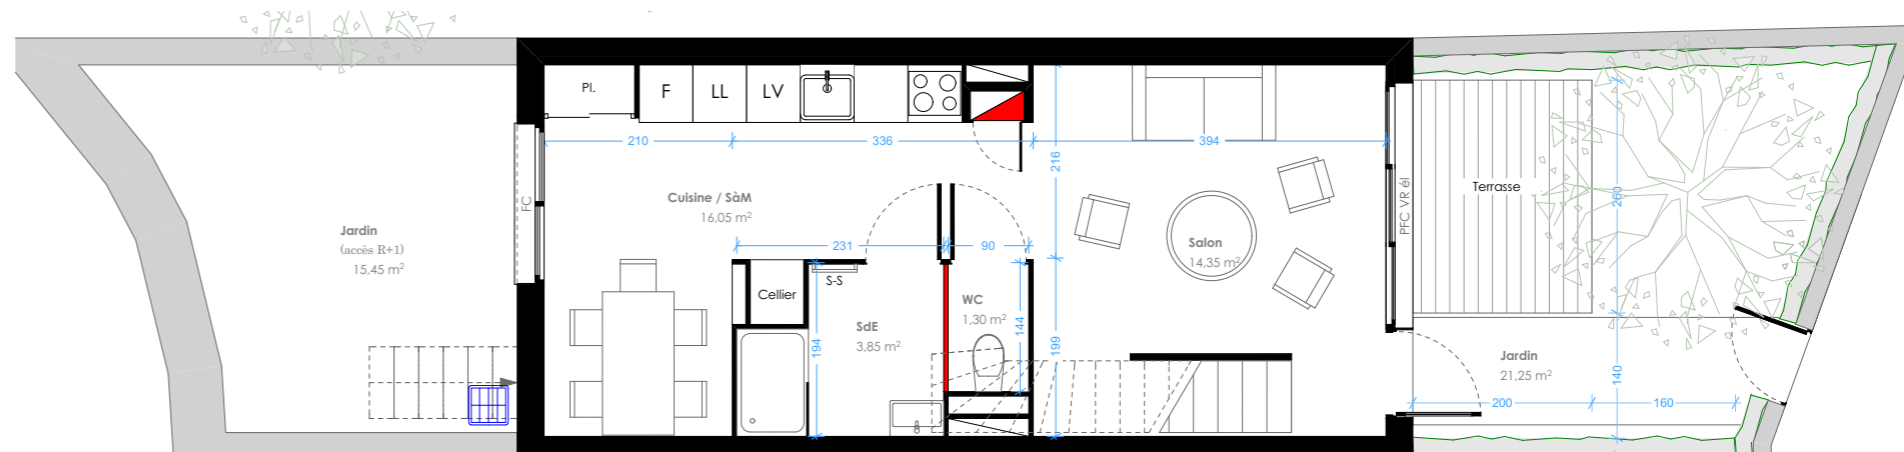 Pl.
F
LL
LV
210
336
394
216
FC
Cuisine / SàM
16,05 m²
Jardin
(accès R+1)
15,45 m²
231
90
Salon
14,35 m²
PFC VR él
Terrasse
260
Cellier
S-S
SdE
3,85 m²
WC
1,30 m²
144
194
199
Jardin
21,25 m²
140
200
160